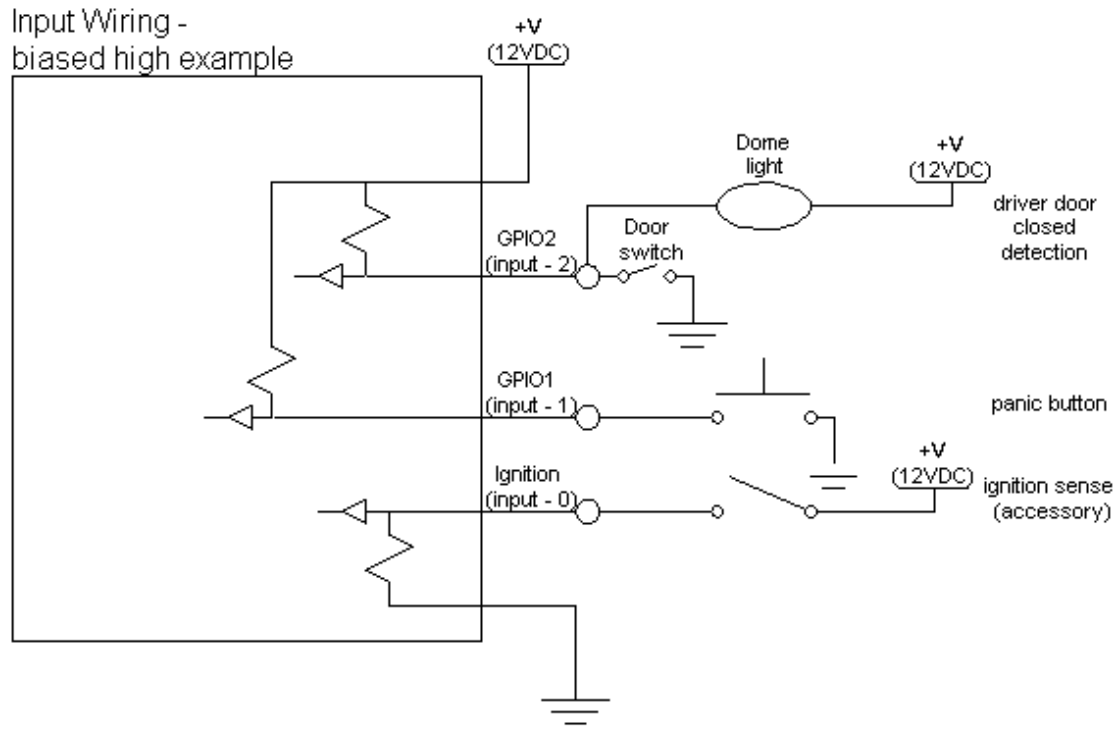 Input Wiring -
biased high example
+V
(12VDC)
Dome
light
+V
(12VDC)
driver door
closed
detection
GPIO2
(input - 2)
Door
switch
GPIO1
(input - 1)
panic button
Ignition
(input - 0)
+V
(12VDC)
ignition sense
(accessory)